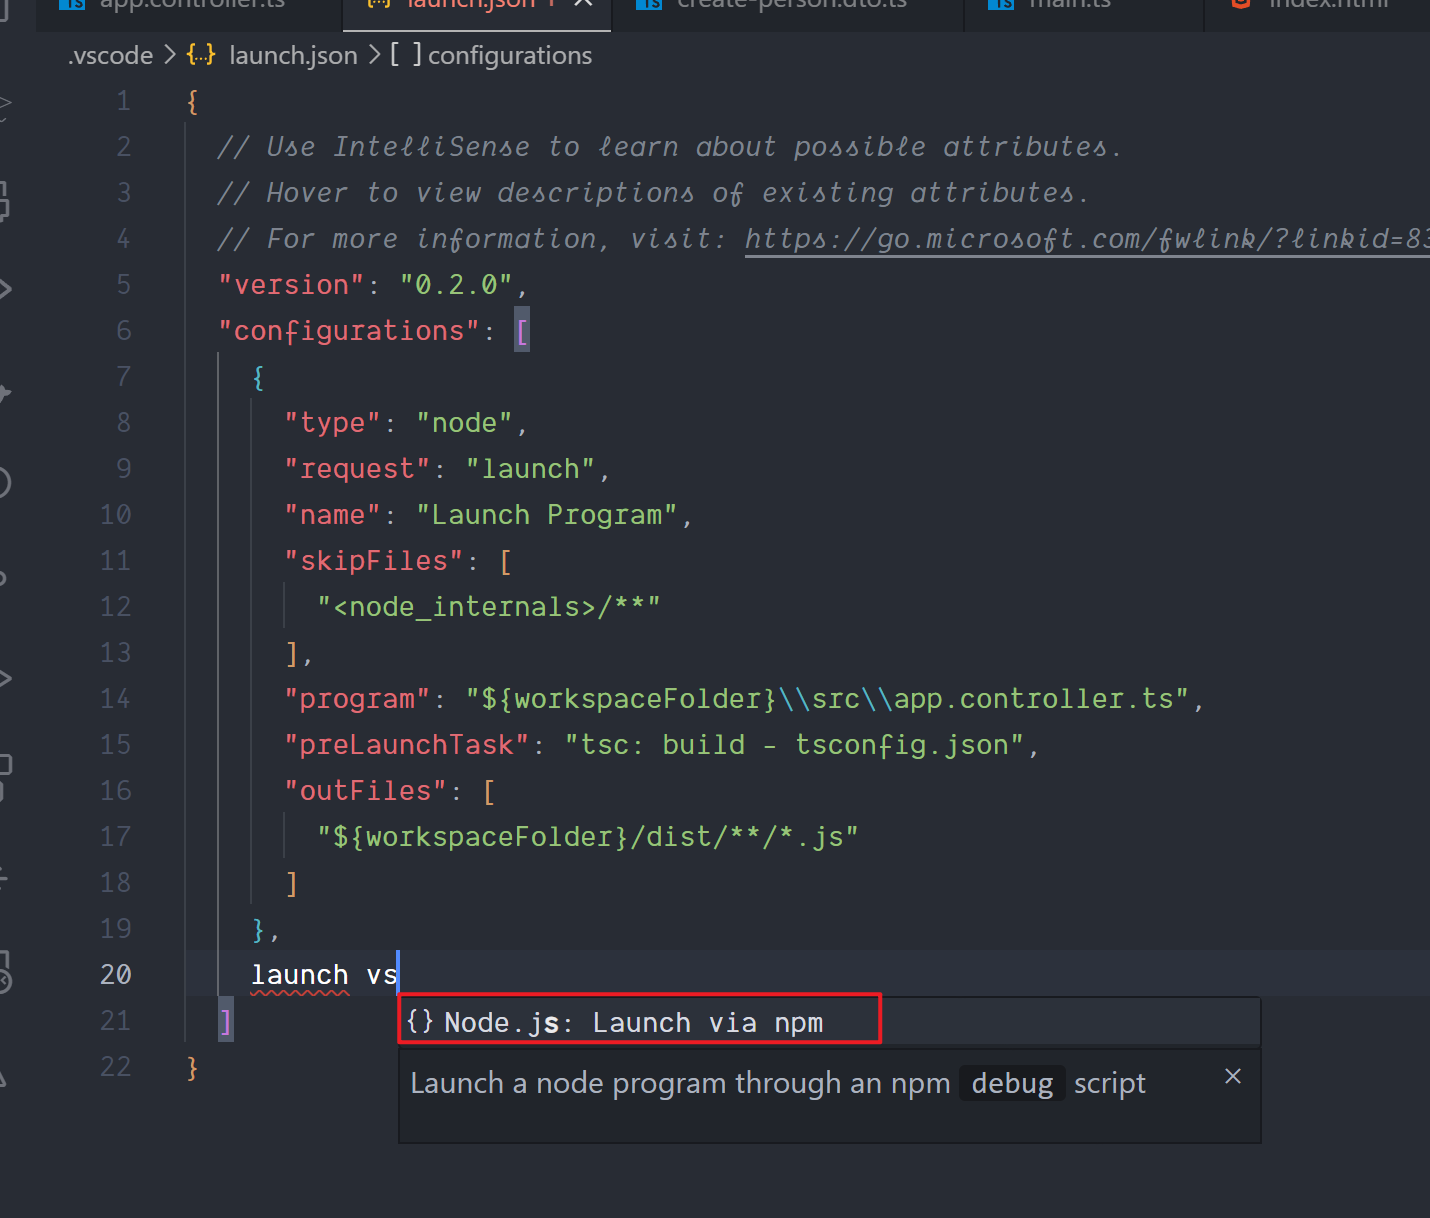 TS app.controller.ts {..} launch.json 1 TS create-person.dto.ts TS main.ts index.html
.vscode > {..} launch.json > [ ] configurations
1 {
2 // Use IntelliSense to learn about possible attributes.
3 // Hover to view descriptions of existing attributes.
4 // For more information, visit: https://go.microsoft.com/fwlink/?linkid=83
5 "version": "0.2.0",
6 "configurations": [
7 {
8 "type": "node",
9 "request": "launch",
10 "name": "Launch Program",
11 "skipFiles": [
12 "<node_internals>/**"
13 ],
14 "program": "${workspaceFolder}\\src\\app.controller.ts",
15 "preLaunchTask": "tsc: build - tsconfig.json",
16 "outFiles": [
17 "${workspaceFolder}/dist/**/*.js"
18 ]
19 },
20 launch vs
{} Node.js: Launch via npm
21 ]
22 }
Launch a node program through an npm debug script